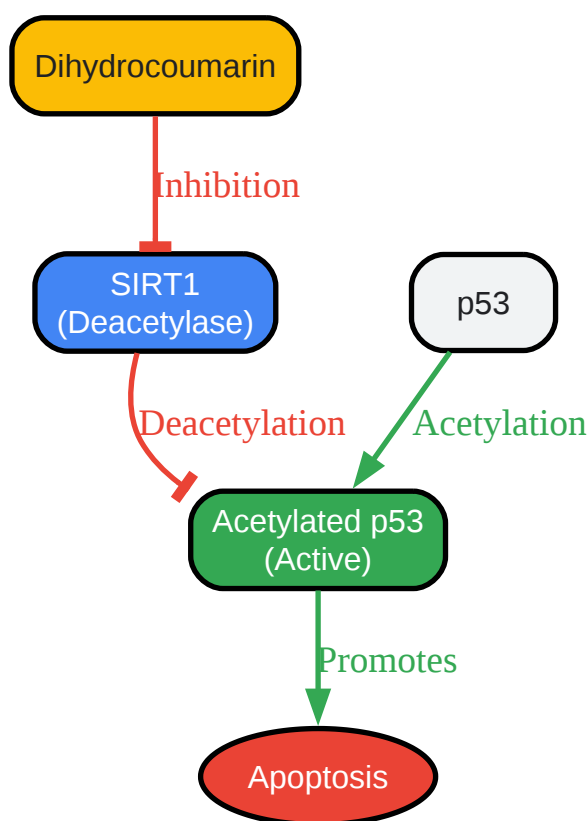 Dihydrocoumarin
Inhibition
SIRT1
(Deacetylase)
p53
Deacetylation
Acetylation
Acetylated p53
(Active)
Promotes
Apoptosis